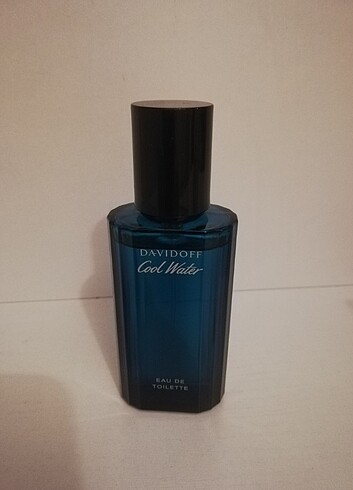 DAVIDOFF
Cool Water
EAU DE
TOILETTE